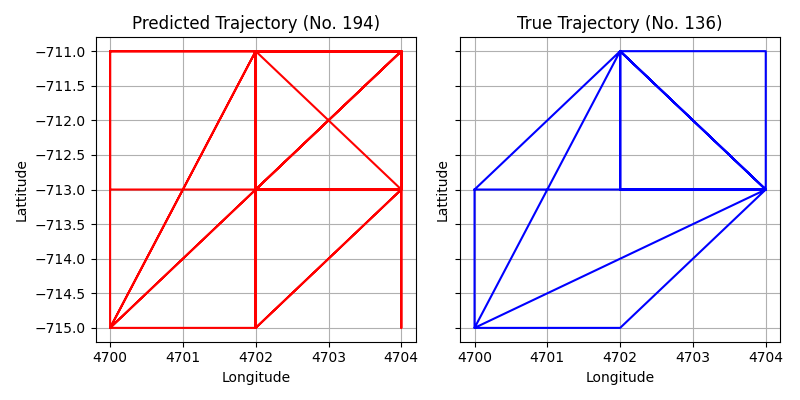 Predicted Trajectory (No. 194)
True Trajectory (No. 136)
−711.0
−711.5
−712.0
−712.5
−713.0
−713.5
−714.0
−714.5
−715.0
Lattitude
Lattitude
4700 4701 4702 4703 4704
4700 4701 4702 4703 4704
Longitude
Longitude